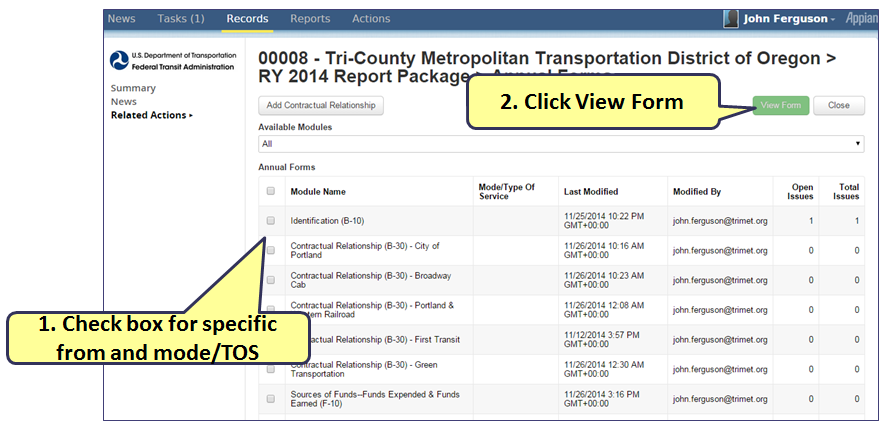 News Tasks (1) Records Reports Actions John Ferguson Appian
U.S. Department of Transportation
Federal Transit Administration
Summary
News
Related Actions
00008 - Tri-County Metropolitan Transportation District of Oregon >
RY 2014 Report Package > Annual Forms
2. Click View Form
Add Contractual Relationship View Form Close
Available Modules
All
Annual Forms
Module Name Mode/Type Of Service Last Modified Modified By Open Issues Total Issues
Identification (B-10) 11/25/2014 10:22 PM GMT+00:00 john.ferguson@trimet.org 1 1
Contractual Relationship (B-30) - City of Portland 11/26/2014 10:16 AM GMT+00:00 john.ferguson@trimet.org 0 0
Contractual Relationship (B-30) - Broadway Cab 11/26/2014 10:23 AM GMT+00:00 john.ferguson@trimet.org 0 0
Contractual Relationship (B-30) - Portland & Railroad 11/26/2014 12:08 AM GMT+00:00 john.ferguson@trimet.org 0 0
1. Check box for specific
from and mode/TOS
Relationship (B-30) - First Transit 11/12/2014 3:57 PM GMT+00:00 john.ferguson@trimet.org 0 0
Contractual Relationship (B-30) - Green Transportation 11/26/2014 12:30 AM GMT+00:00 john.ferguson@trimet.org 0 0
Sources of Funds--Funds Expended & Funds Earned (F-10) 11/26/2014 3:16 PM GMT+00:00 john.ferguson@trimet.org 0 0